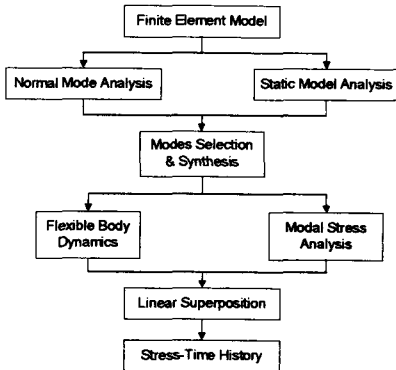 Finite Element Model
Normal Mode Analysis
Static Model Analysis
Modes Selection
& Synthesis
Flexible Body
Dynamics
Modal Stress
Analysis
Linear Superposition
Stress-Time History